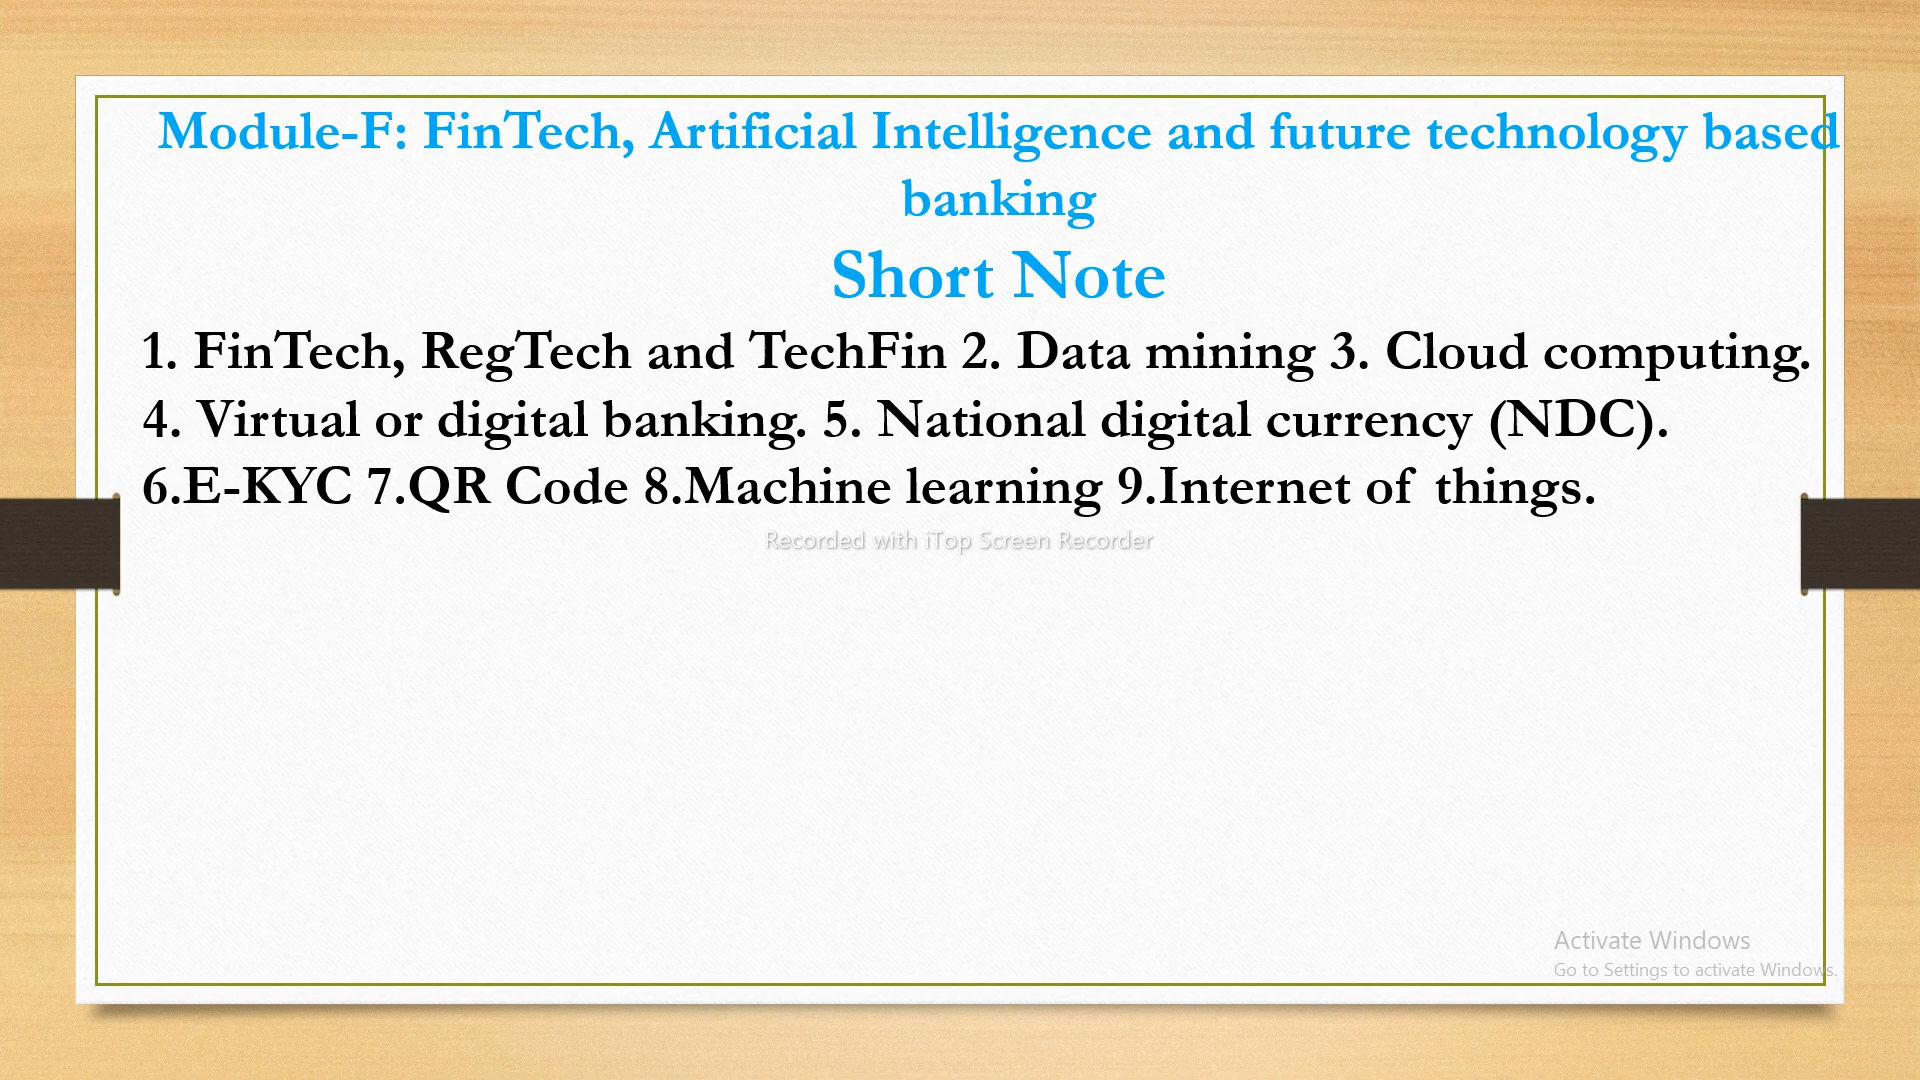 Module-F: FinTech, Artificial Intelligence and future technology based
banking
Short Note
1. FinTech, RegTech and TechFin 2. Data mining 3. Cloud computing.
4. Virtual or digital banking. 5. National digital currency (NDC).
6.E-KYC 7.QR Code 8.Machine learning 9.Internet of things.
Recorded with iTop Screen Recorder
Activate Windows
Go to Settings to activate Windows.